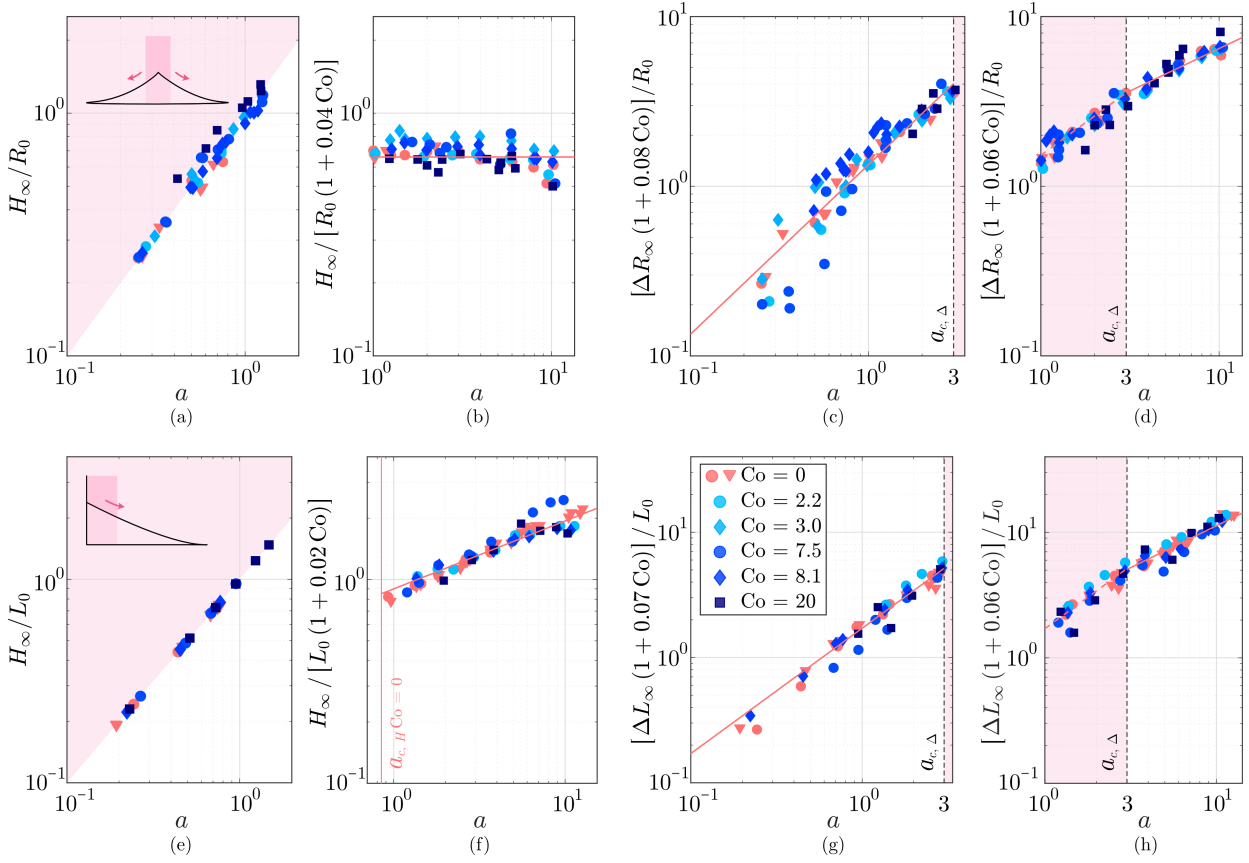 H∞/R0
10^0
10^-1
10^-1
10^0
a
(a)
H∞/[R0 (1 + 0.04 Co)]
10^0
10^-1
10^0
10^1
a
(b)
[ΔR∞ (1 + 0.08 Co)]/R0
10^1
10^0
10^-1
10^-1
10^0
3
a_{c, Δ}
a
(c)
[ΔR∞ (1 + 0.06 Co)]/R0
10^1
10^0
10^-1
10^0
3
10^1
a_{c, Δ}
a
(d)
H∞/L0
10^0
10^-1
10^-1
10^0
a
(e)
H∞/[L0 (1 + 0.02 Co)]
10^0
10^-1
10^0
10^1
a_{c, H} Co = 0
a
(f)
[ΔL∞ (1 + 0.07 Co)]/L0
10^1
10^0
10^-1
10^-1
10^0
3
Co = 0
Co = 2.2
Co = 3.0
Co = 7.5
Co = 8.1
Co = 20
a_{c, Δ}
a
(g)
[ΔL∞ (1 + 0.06 Co)]/L0
10^1
10^0
10^-1
10^0
3
10^1
a_{c, Δ}
a
(h)